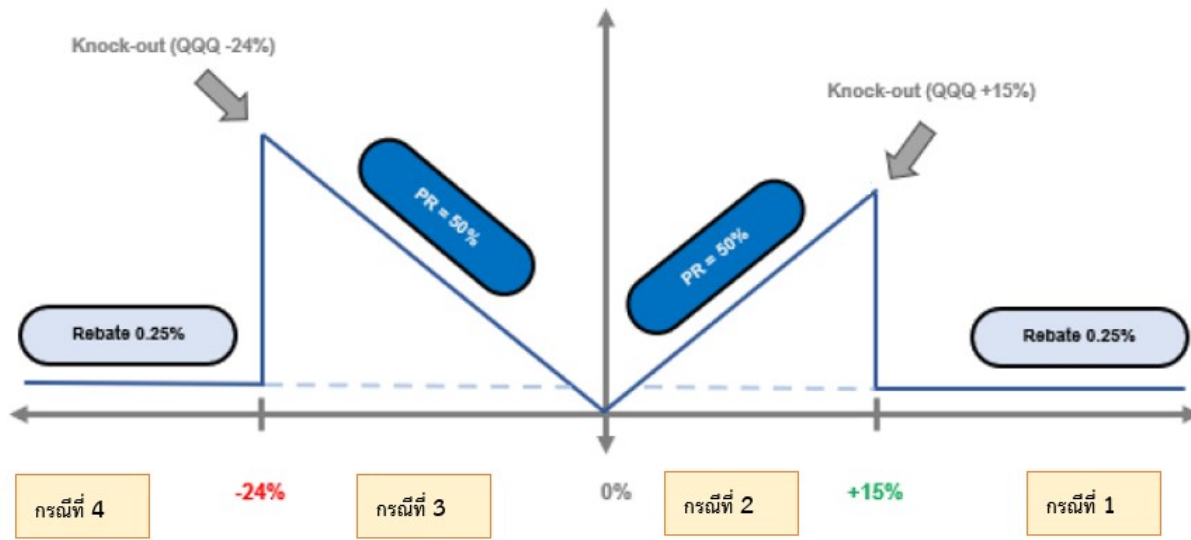 Knock-out (QQQ -24%)
Knock-out (QQQ +15%)
PR = 50%
PR = 50%
Rebate 0.25%
Rebate 0.25%
-24%
0%
+15%
กรณีที่ 4
กรณีที่ 3
กรณีที่ 2
กรณีที่ 1